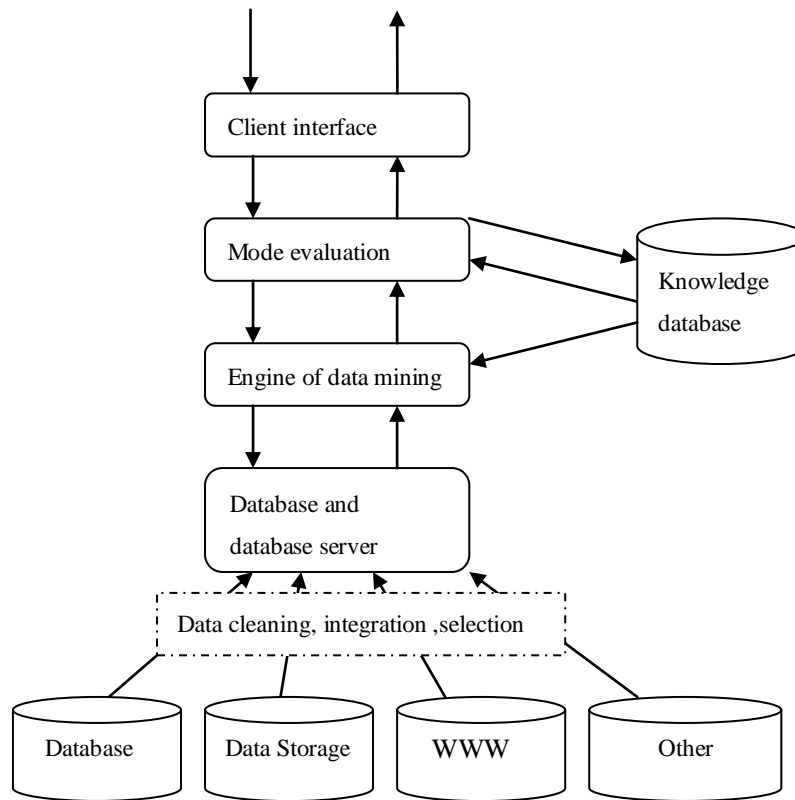 Client interface
Mode evaluation
Knowledge
database
Engine of data mining
Database and
database server
Data cleaning, integration ,selection
Database
Data Storage
WWW
Other